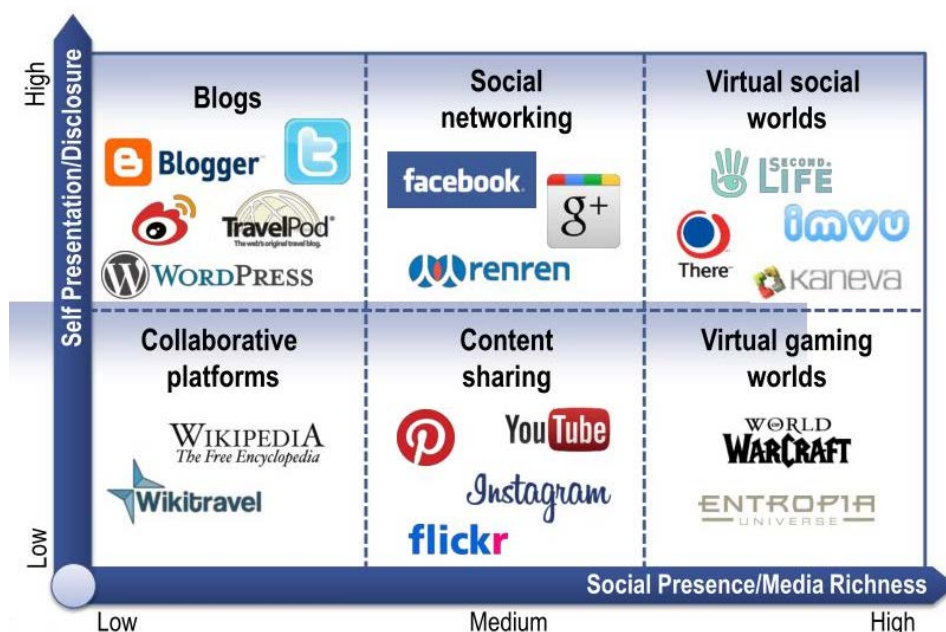 High
Self Presentation/Disclosure
Low
Blogs
Blogger
t
TravelPod
The web's original travel blog.
WORDPRESS
Social
networking
facebook
g+
renren
Virtual social
worlds
SECOND
LIFE
imvu
There
kaneva
Collaborative
platforms
WIKIPEDIA
The Free Encyclopedia
Wikitravel
Content
sharing
YouTube
Instagram
flickr
Virtual gaming
worlds
WORLD
OF
WARCRAFT
ENTROPIA
UNIVERSE
Social Presence/Media Richness
Low
Medium
High